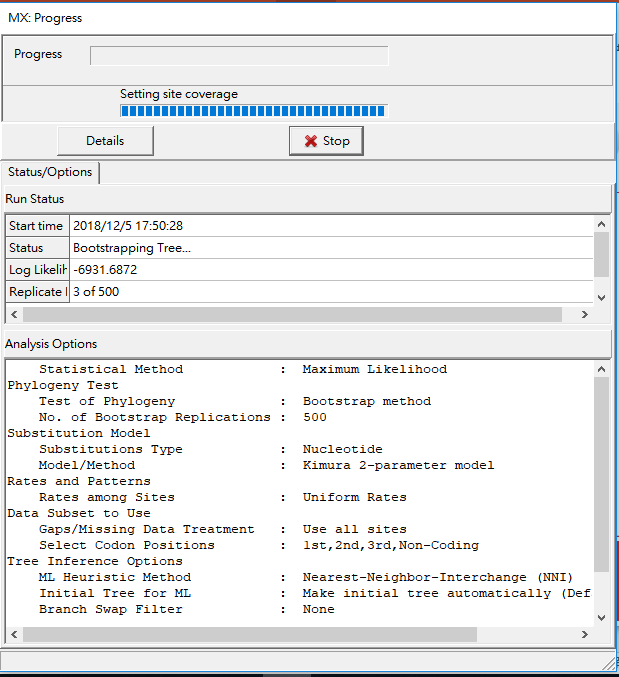 MX: Progress
Progress
Setting site coverage
Details Stop
Status/Options
Run Status
Start time 2018/12/5 17:50:28
Status Bootstrapping Tree...
Log Likelih -6931.6872
Replicate 3 of 500
Analysis Options
Statistical Method : Maximum Likelihood
Phylogeny Test
Test of Phylogeny : Bootstrap method
No. of Bootstrap Replications : 500
Substitution Model
Substitutions Type : Nucleotide
Model/Method : Kimura 2-parameter model
Rates and Patterns
Rates among Sites : Uniform Rates
Data Subset to Use
Gaps/Missing Data Treatment : Use all sites
Select Codon Positions : 1st,2nd,3rd,Non-Coding
Tree Inference Options
ML Heuristic Method : Nearest-Neighbor-Interchange (NNI)
Initial Tree for ML : Make initial tree automatically (Def
Branch Swap Filter : None